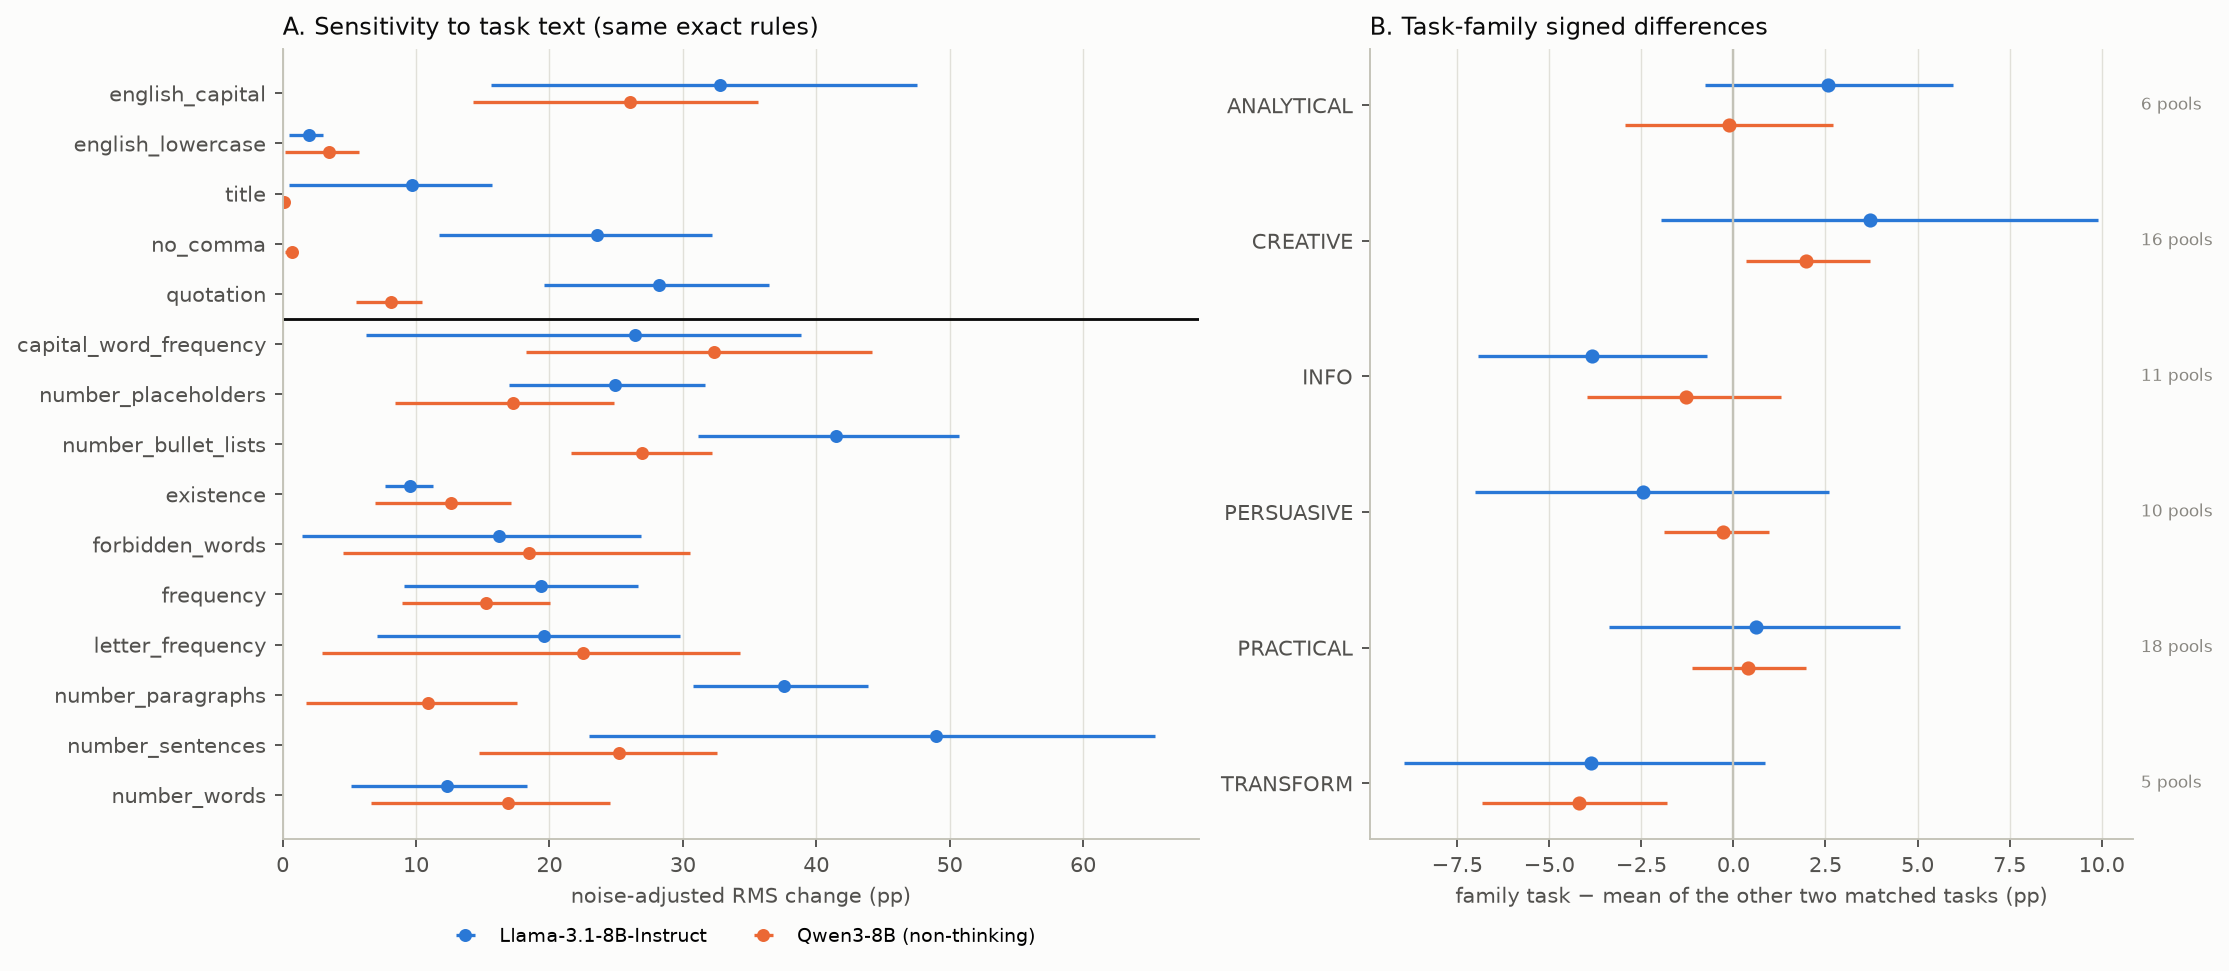 A. Sensitivity to task text (same exact rules)
english_capital
english_lowercase
title
no_comma
quotation
capital_word_frequency
number_placeholders
number_bullet_lists
existence
forbidden_words
frequency
letter_frequency
number_paragraphs
number_sentences
number_words
0 10 20 30 40 50 60
noise-adjusted RMS change (pp)
Llama-3.1-8B-Instruct Qwen3-8B (non-thinking)
B. Task-family signed differences
ANALYTICAL 6 pools
CREATIVE 16 pools
INFO 11 pools
PERSUASIVE 10 pools
PRACTICAL 18 pools
TRANSFORM 5 pools
−7.5 −5.0 −2.5 0.0 2.5 5.0 7.5 10.0
family task − mean of the other two matched tasks (pp)